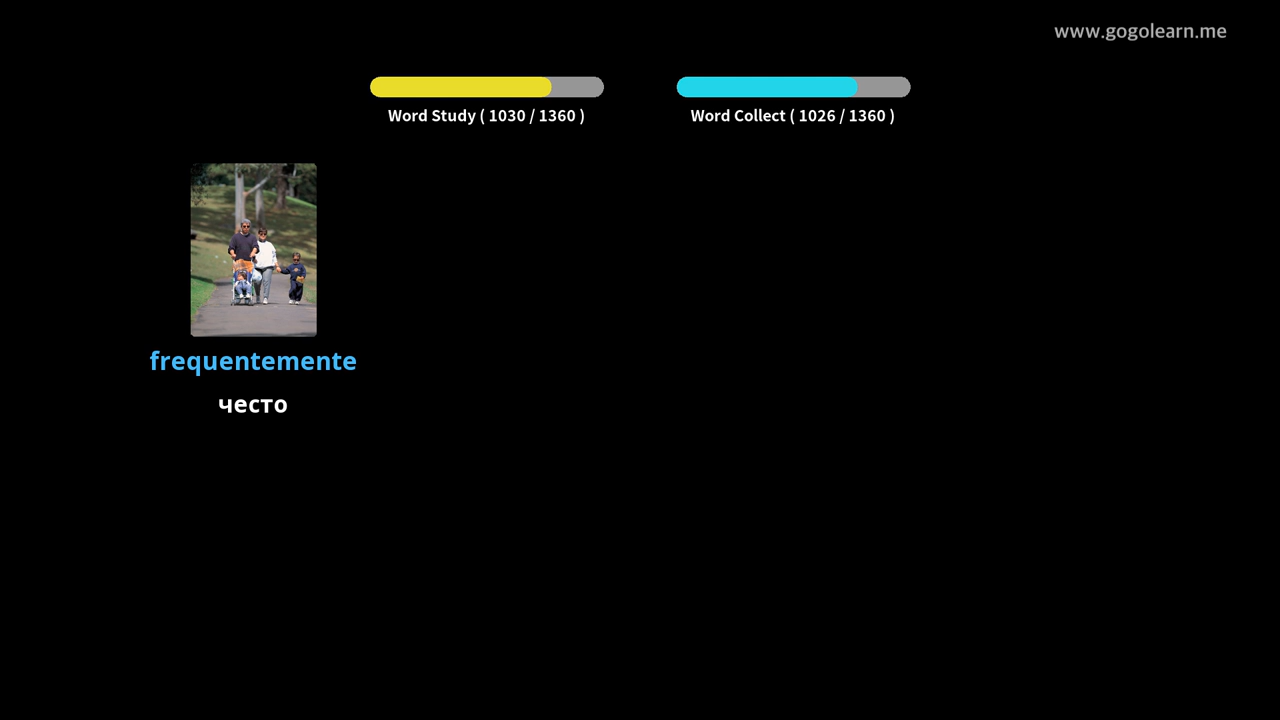 www.gogolearn.me
Word Study ( 1030 / 1360 )
Word Collect ( 1026 / 1360 )
frequentemente
често